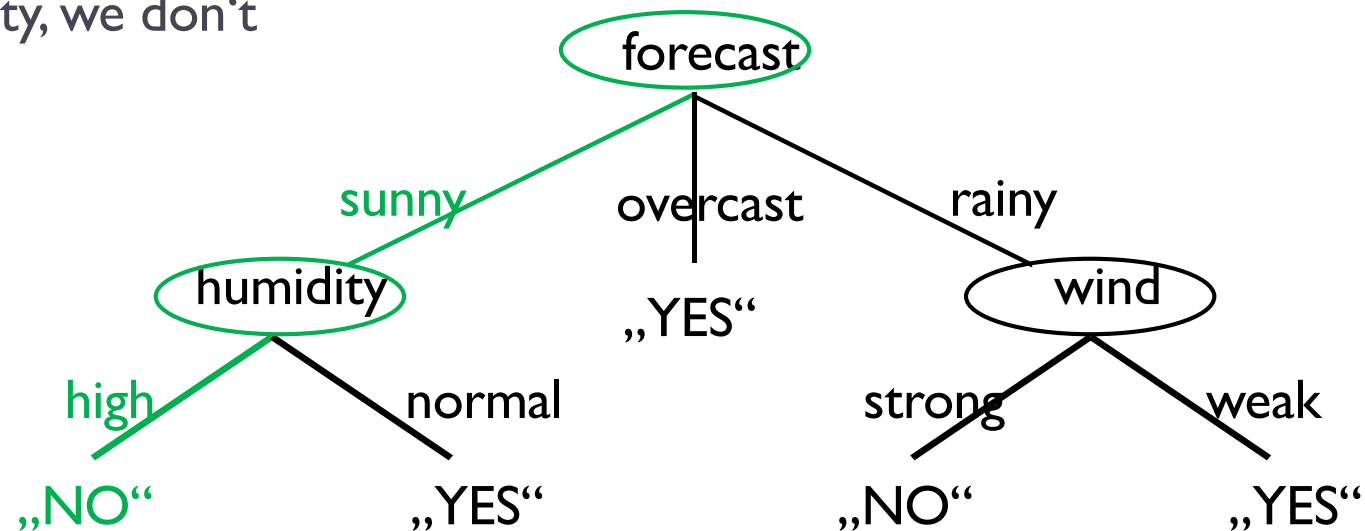 ty, we don't
forecast
sunny overcast rainy
humidity wind
„YES“
high normal strong weak
„NO“ „YES“ „NO“ „YES“